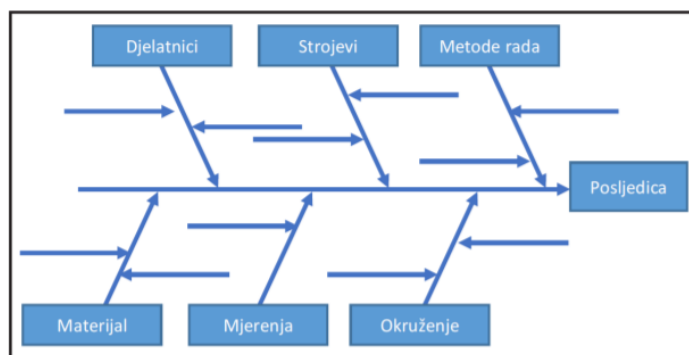 Djelatnici
Strojevi
Metode rada
Posljedica
Materijal
Mjerenja
Okruženje